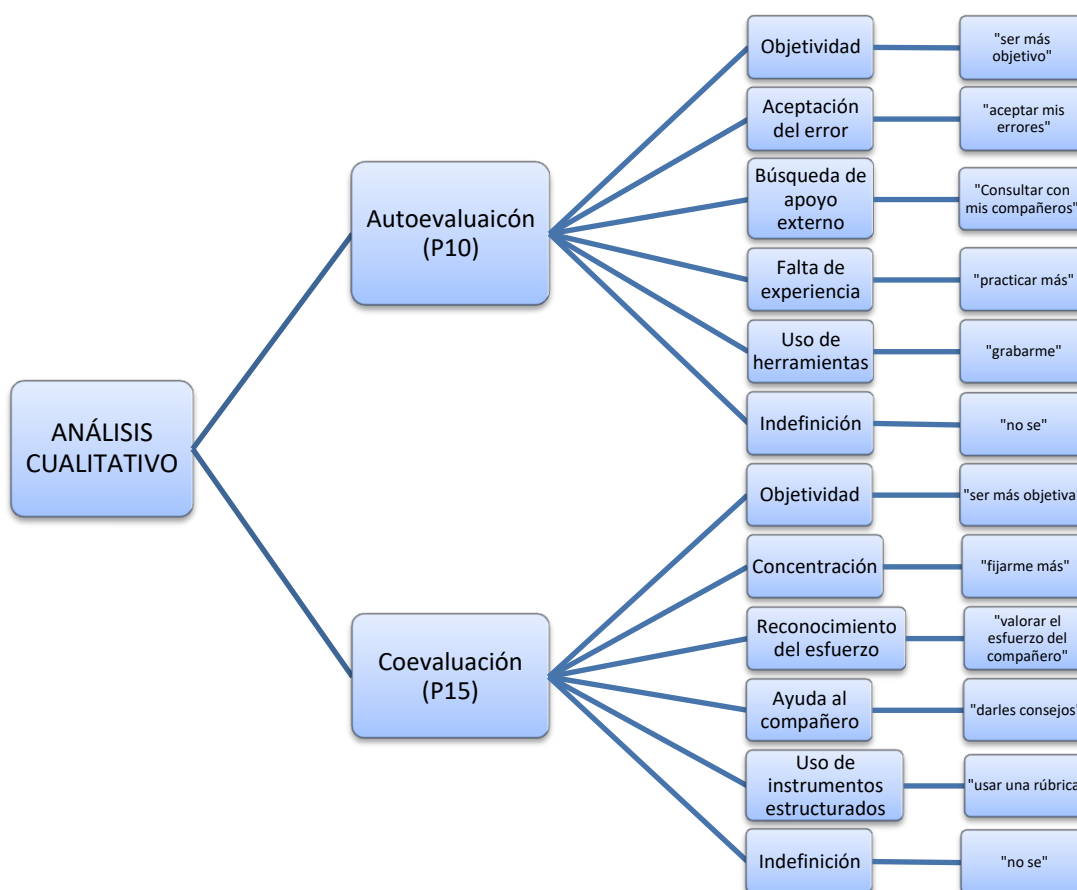 ANÁLISIS
CUALITATIVO
Autoevaluaicón
(P10)
Objetividad
"ser más
objetivo"
Aceptación
del error
"aceptar mis
errores"
Búsqueda de
apoyo
externo
"Consultar con
mis compañeros"
Falta de
experiencia
"practicar más"
Uso de
herramientas
"grabarme"
Indefinición
"no se"
Coevaluación
(P15)
Objetividad
"ser más objetiva"
Concentración
"fijarme más"
Reconocimiento
del esfuerzo
"valorar el
esfuerzo del
compañero"
Ayuda al
compañero
"darles consejos"
Uso de
instrumentos
estructurados
"usar una rúbrica
Indefinición
"no se"